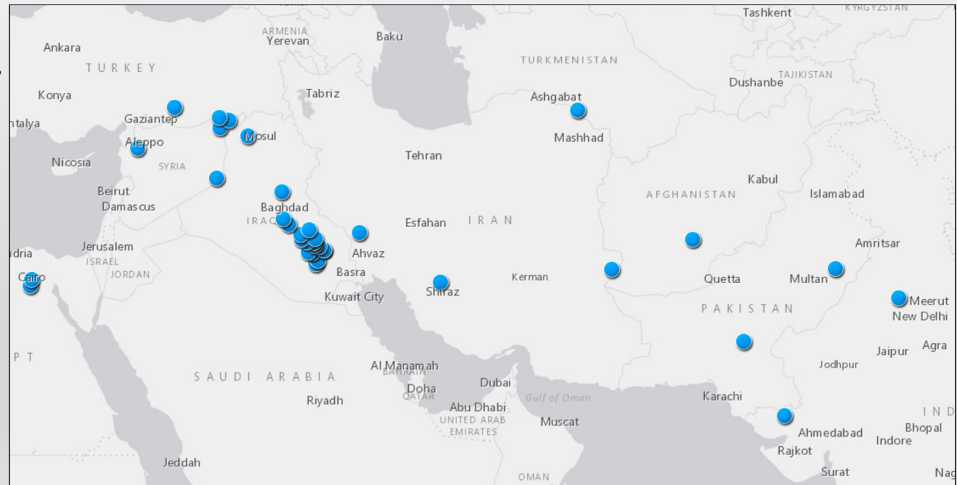 Tashkent
KYRGYZSTAN
ARMENIA
Yerevan
Baku
Ankara
TURKEY
TURKMENISTAN
TAJIKISTAN
Dushanbe
Konya
Tabriz
Ashgabat
ntalya
Gaziantep
Mosul
Mashhad
Aleppo
Nicosia
SYRIA
Tehran
Kabul
Islamabad
AFGHANISTAN
Beirut
Damascus
Baghdad
IRAQ
Esfahan
IRAN
Amritsar
ndria
Jerusalem
ISRAEL
JORDAN
Ahvaz
Basra
Cairo
Kerman
Quetta
Multan
Kuwait City
Shiraz
Meerut
New Delhi
PAKISTAN
PT
SAUDI ARABIA
Al Manamah
BAHRAIN
Doha
QATAR
Dubai
Jaipur
Agra
Jodhpur
Riyadh
Abu Dhabi
Gulf of Oman
Karachi
UNITED ARAB
EMIRATES
Muscat
IND
Ahmedabad
Bhopal
Indore
Rajkot
Jeddah
OMAN
Surat
Nag